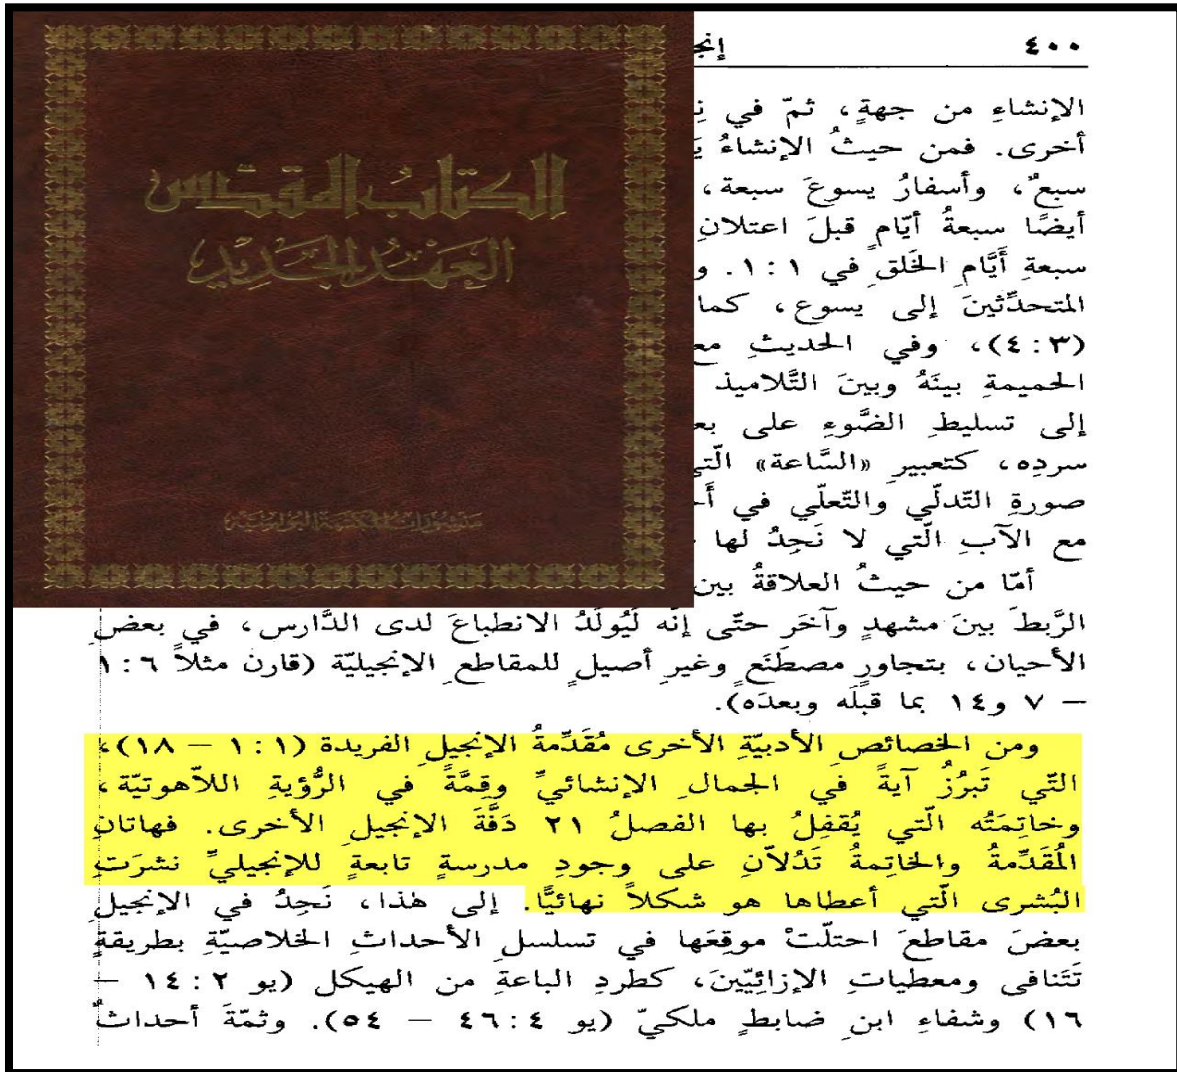 الكتاب المقدس
العهد الجديد
منشورات المكتبة البولسية
٤٠٠
الإنشاءِ من جهةٍ، ثمّ في
أخرى. فمن حيثُ الإنشاءُ
سبعٌ، وأسفارُ يسوعَ سبعة،
أيضًا سبعةُ أيّامٍ قبلَ اعتلانِ
سبعةِ أَيَّامِ الخَلقِ في ١ : ١. و
المتحدِّثينَ إلى يسوع، كما
(٣ : ٤)، وفي الحديثِ مع
الحميمةِ بينَهُ وبينَ التَّلاميذ
إلى تسليطِ الضَّوءِ على بع
سردِه، كتعبيرِ «السَّاعة» الّتي
صورةِ التّدلّي والتّعلّي في أَ
مع الآبِ الّتي لا نَجِدُ لها
أمّا من حيثُ العلاقةُ بين
الرَّبطَ بينَ مشهدٍ وآخَر حتّى إنّه لَيُولَّدُ الانطباعَ لدى الدَّارس، في بعضِ
الأحيان، بتجاورٍ مصطَنَعٍ وغيرِ أصيلٍ للمقاطعِ الإنجيليّة (قارن مثلاً ٦ : ١
– ٧ و١٤ بما قبلَه وبعدَه).
ومن الخصائصِ الأدبيّةِ الأخرى مُقَدِّمةُ الإنجيلِ الفريدة (١ : ١ – ١٨)،
التّي تَبرُزُ آيةً في الجمالِ الإنشائيِّ وقِمَّةً في الرُّؤيةِ اللاّهوتيّة،
وخاتِمَتُه الّتي يُقفِلُ بها الفصلُ ٢١ دَفَّةَ الإنجيلِ الأخرى. فهاتانِ
المُقَدِّمةُ والخاتِمةُ تَدُلاّنِ على وجودِ مدرسةٍ تابعةٍ للإنجيليِّ نشرَتِ
البُشرى الّتي أعطاها هو شكلاً نهائيًّا. إلى هذا، نَجِدُ في الإنجيلِ
بعضَ مقاطعَ احتلّتْ موقِعَها في تسلسلِ الأحداثِ الخلاصيّةِ بطريقةٍ
تَتَنافى ومعطياتِ الإزائِيّينَ، كطردِ الباعةِ من الهيكل (يو ٢ : ١٤ –
١٦) وشفاءِ ابنِ ضابطٍ ملكيّ (يو ٤ : ٤٦ – ٥٤). وثمّةَ أحداثٌ